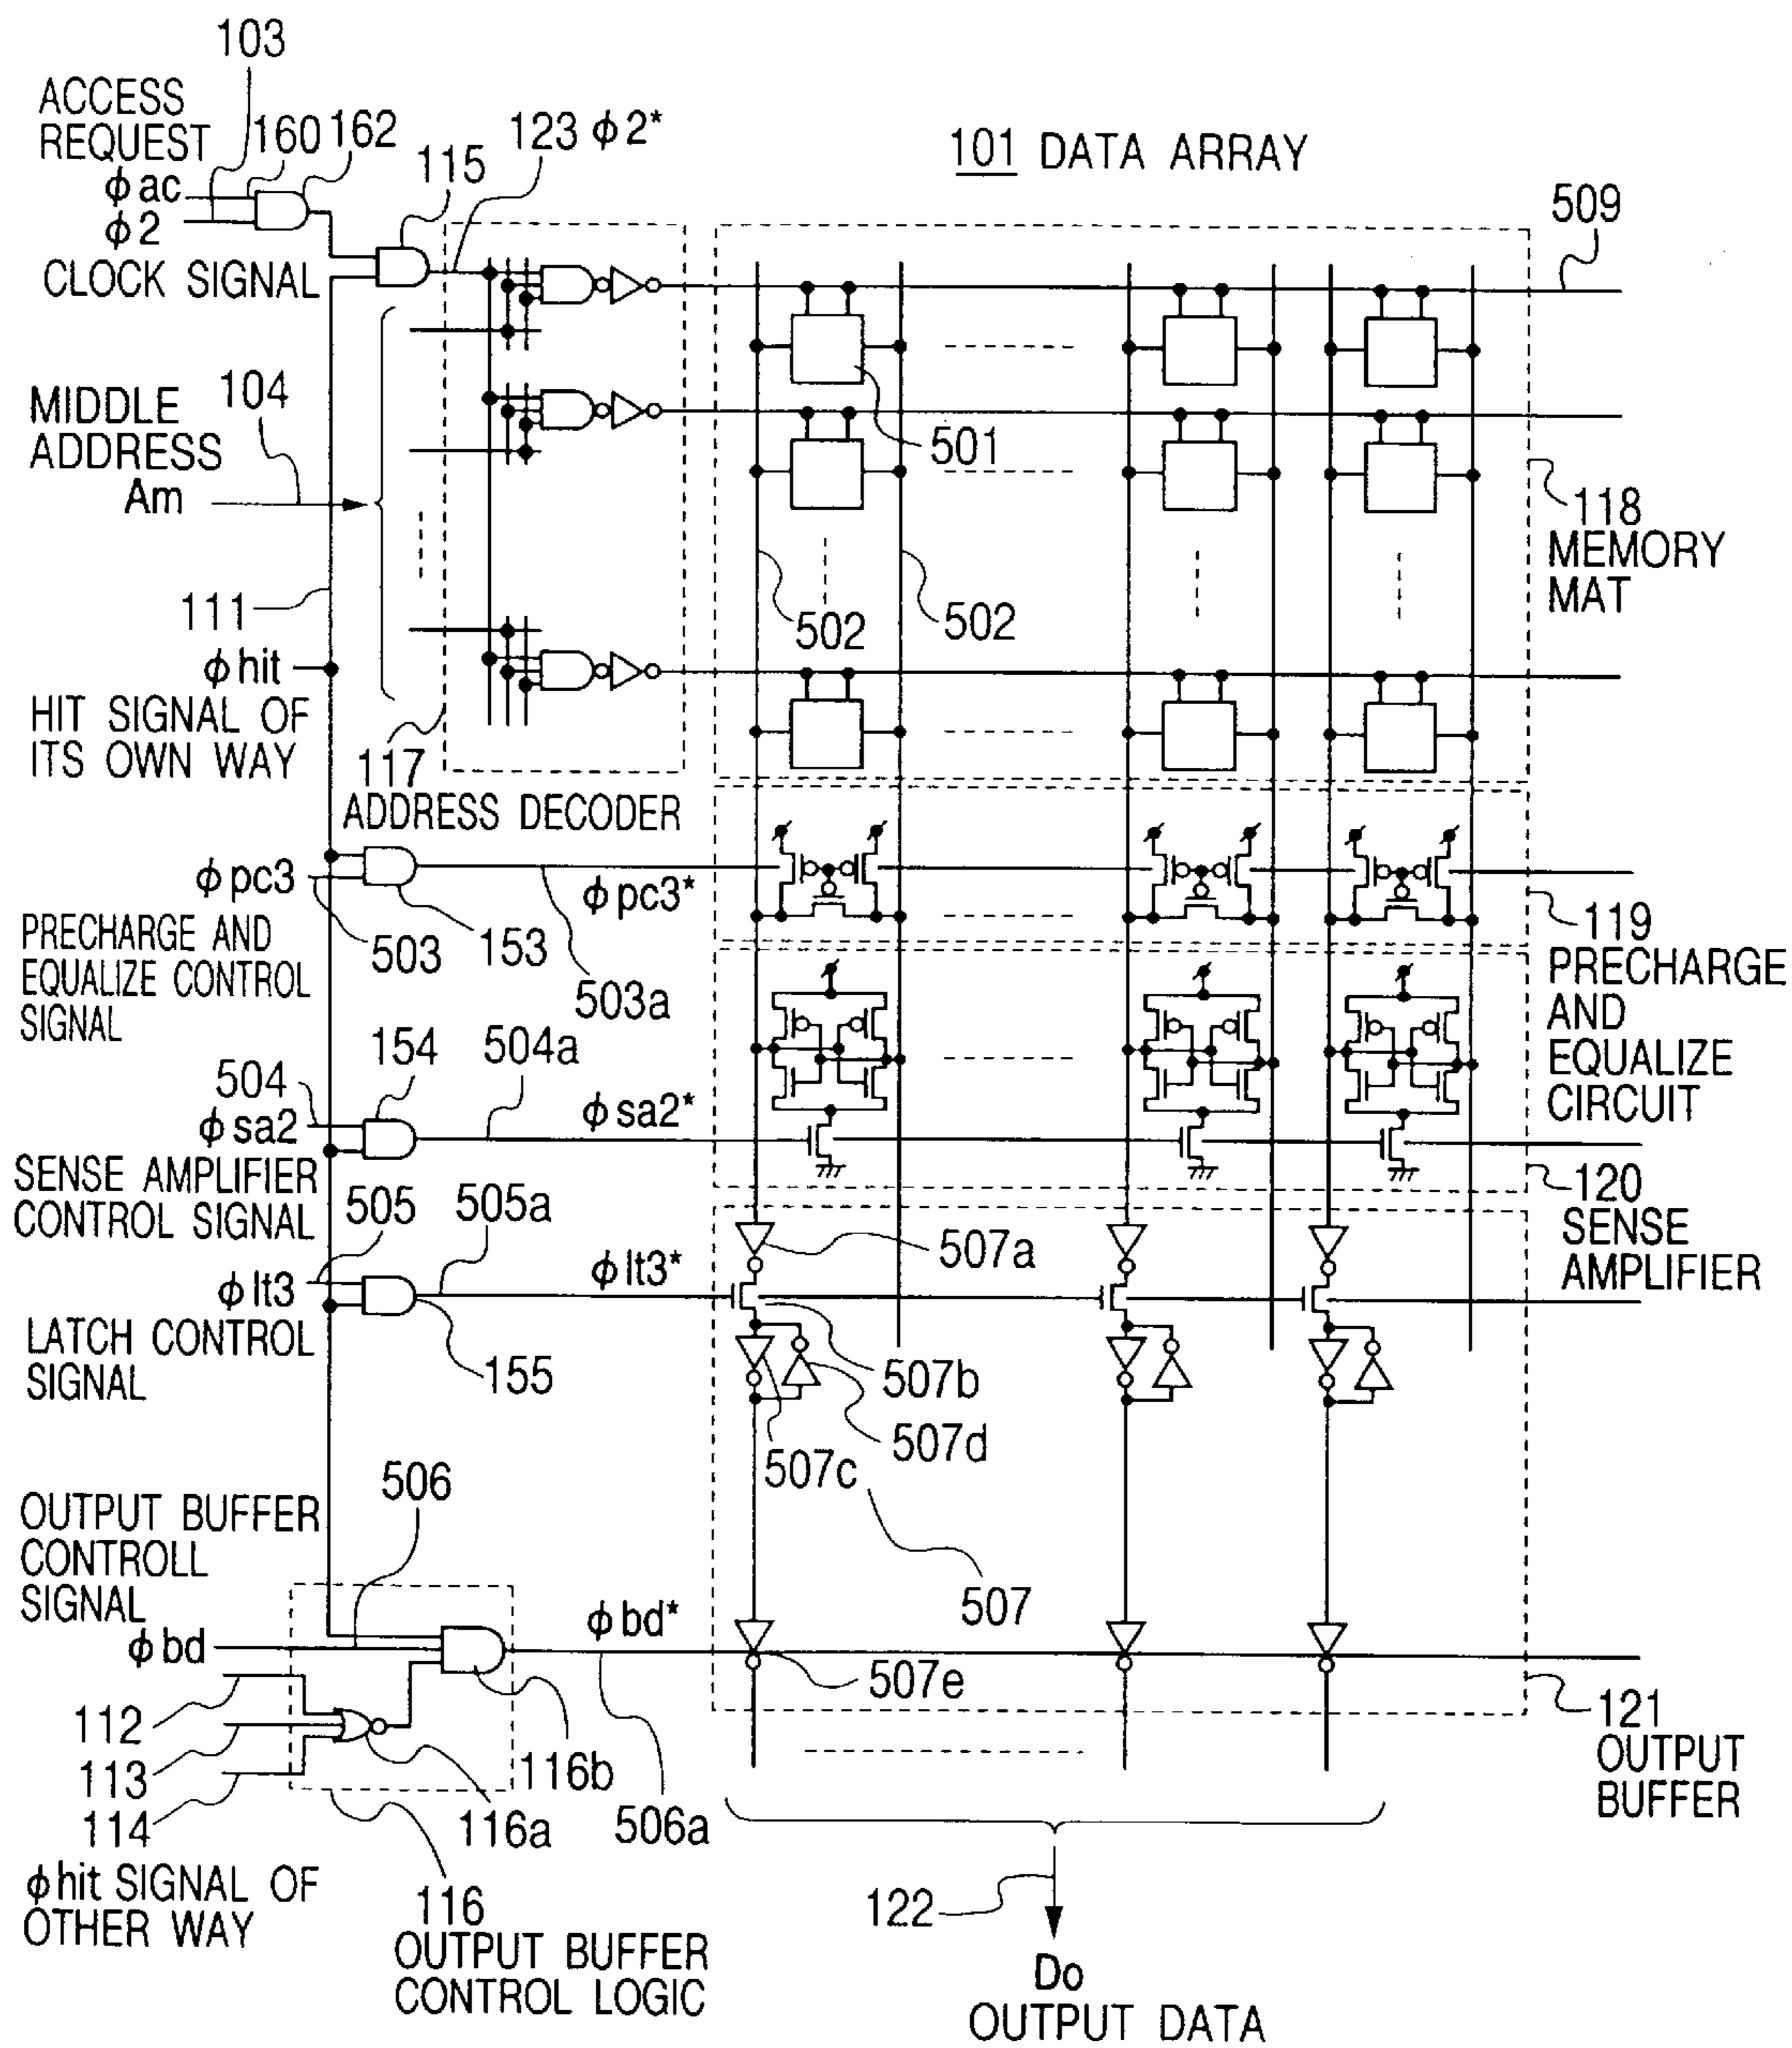 103
ACCESS
REQUEST
160
162
115
123 φ2*
101 DATA ARRAY
φac
φ2
CLOCK SIGNAL
509
MIDDLE
ADDRESS
Am
104
501
118
MEMORY
MAT
111
502
502
φhit
HIT SIGNAL OF
ITS OWN WAY
117
ADDRESS DECODER
φpc3
φpc3*
119
PRECHARGE
AND
EQUALIZE
CIRCUIT
PRECHARGE AND
EQUALIZE CONTROL
SIGNAL
503
153
503a
154
504a
504
φsa2
φsa2*
SENSE AMPLIFIER
CONTROL SIGNAL
120
SENSE
AMPLIFIER
505
505a
507a
φlt3
φlt3*
LATCH CONTROL
SIGNAL
155
507b
507d
507c
506
OUTPUT BUFFER
CONTROLL
SIGNAL
507
φbd
φbd*
507e
112
113
114
116b
116a
506a
121
OUTPUT
BUFFER
φhit SIGNAL OF
OTHER WAY
116
OUTPUT BUFFER
CONTROL LOGIC
122
Do
OUTPUT DATA